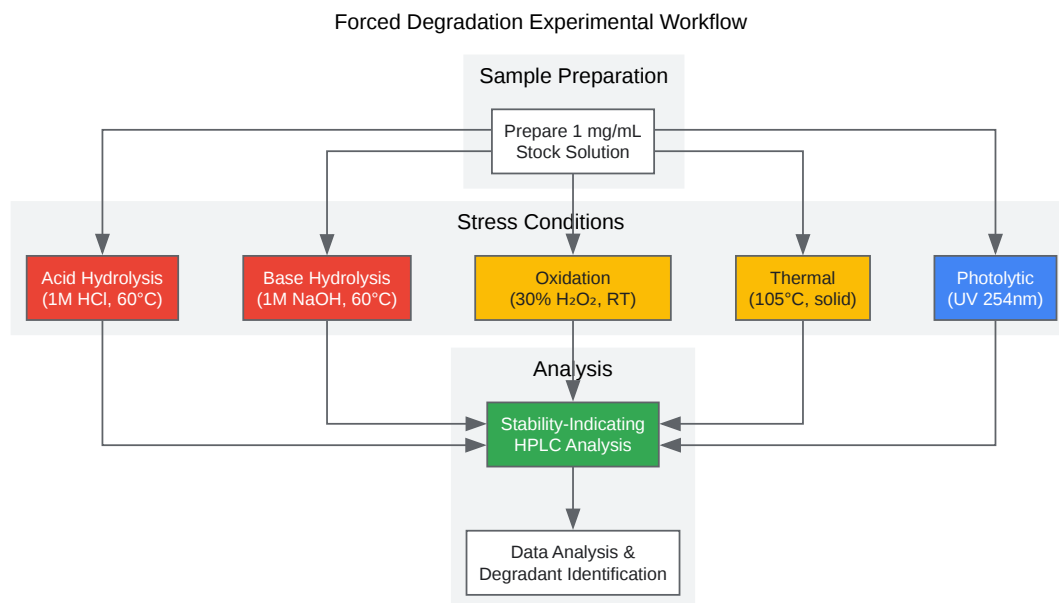 Forced Degradation Experimental Workflow
Sample Preparation
Prepare 1 mg/mL
Stock Solution
Stress Conditions
Acid Hydrolysis
(1M HCl, 60°C)
Base Hydrolysis
(1M NaOH, 60°C)
Oxidation
(30% H₂O₂, RT)
Thermal
(105°C, solid)
Photolytic
(UV 254nm)
Analysis
Stability-Indicating
HPLC Analysis
Data Analysis &
Degradant Identification